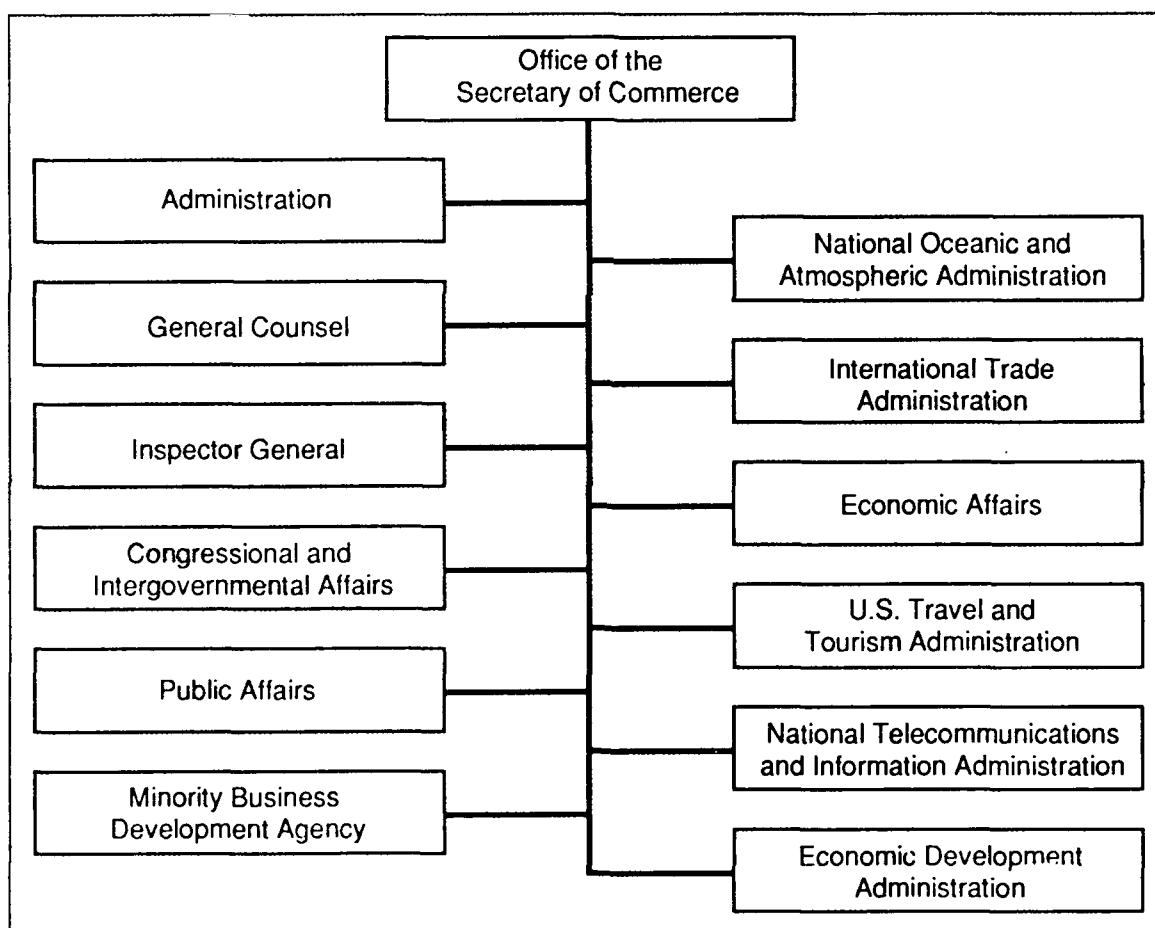 Office of the
Secretary of Commerce
Administration
General Counsel
Inspector General
Congressional and
Intergovernmental Affairs
Public Affairs
Minority Business
Development Agency
National Oceanic and
Atmospheric Administration
International Trade
Administration
Economic Affairs
U.S. Travel and
Tourism Administration
National Telecommunications
and Information Administration
Economic Development
Administration